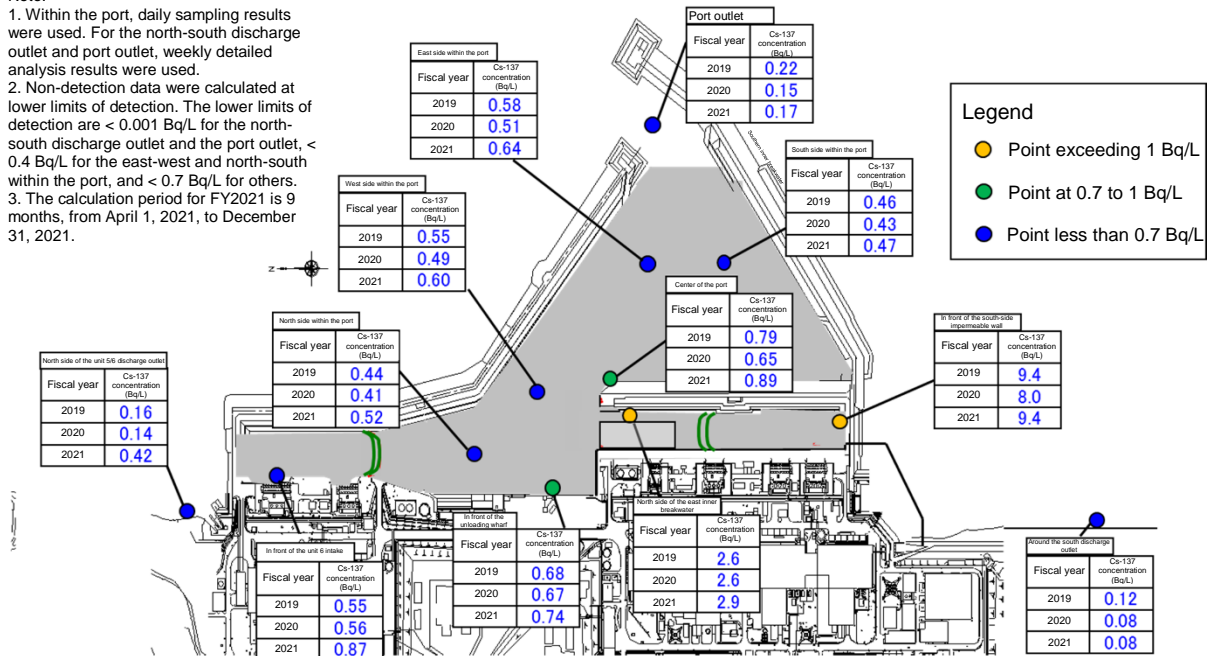 Note:
1. Within the port, daily sampling results
were used. For the north-south discharge
outlet and port outlet, weekly detailed
analysis results were used.
2. Non-detection data were calculated at
lower limits of detection. The lower limits of
detection are < 0.001 Bq/L for the north-
south discharge outlet and the port outlet, <
0.4 Bq/L for the east-west and north-south
within the port, and < 0.7 Bq/L for others.
3. The calculation period for FY2021 is 9
months, from April 1, 2021, to December
31, 2021.
Port outlet
Fiscal year Cs-137
concentration
(Bq/L)
2019 0.22
2020 0.15
2021 0.17
East side within the port
Fiscal year Cs-137
concentration
(Bq/L)
2019 0.58
2020 0.51
2021 0.64
Legend
Point exceeding 1 Bq/L
Point at 0.7 to 1 Bq/L
Point less than 0.7 Bq/L
Southern inner breakwater
South side within the port
Fiscal year Cs-137
concentration
(Bq/L)
2019 0.46
2020 0.43
2021 0.47
West side within the port
Fiscal year Cs-137
concentration
(Bq/L)
2019 0.55
2020 0.49
2021 0.60
Z
Center of the port
Fiscal year Cs-137
concentration
(Bq/L)
2019 0.79
2020 0.65
2021 0.89
North side within the port
Fiscal year Cs-137
concentration
(Bq/L)
2019 0.44
2020 0.41
2021 0.52
In front of the south-side
impermeable wall
Fiscal year Cs-137
concentration
(Bq/L)
2019 9.4
2020 8.0
2021 9.4
North side of the unit 5/6 discharge outlet
Fiscal year Cs-137
concentration
(Bq/L)
2019 0.16
2020 0.14
2021 0.42
In front of the unit 6 intake
Fiscal year Cs-137
concentration
(Bq/L)
2019 0.55
2020 0.56
2021 0.87
In front of the
unloading wharf
Fiscal year Cs-137
concentration
(Bq/L)
2019 0.68
2020 0.67
2021 0.74
North side of the east inner
breakwater
Fiscal year Cs-137
concentration
(Bq/L)
2019 2.6
2020 2.6
2021 2.9
Around the south discharge
outlet
Fiscal year Cs-137
concentration
(Bq/L)
2019 0.12
2020 0.08
2021 0.08